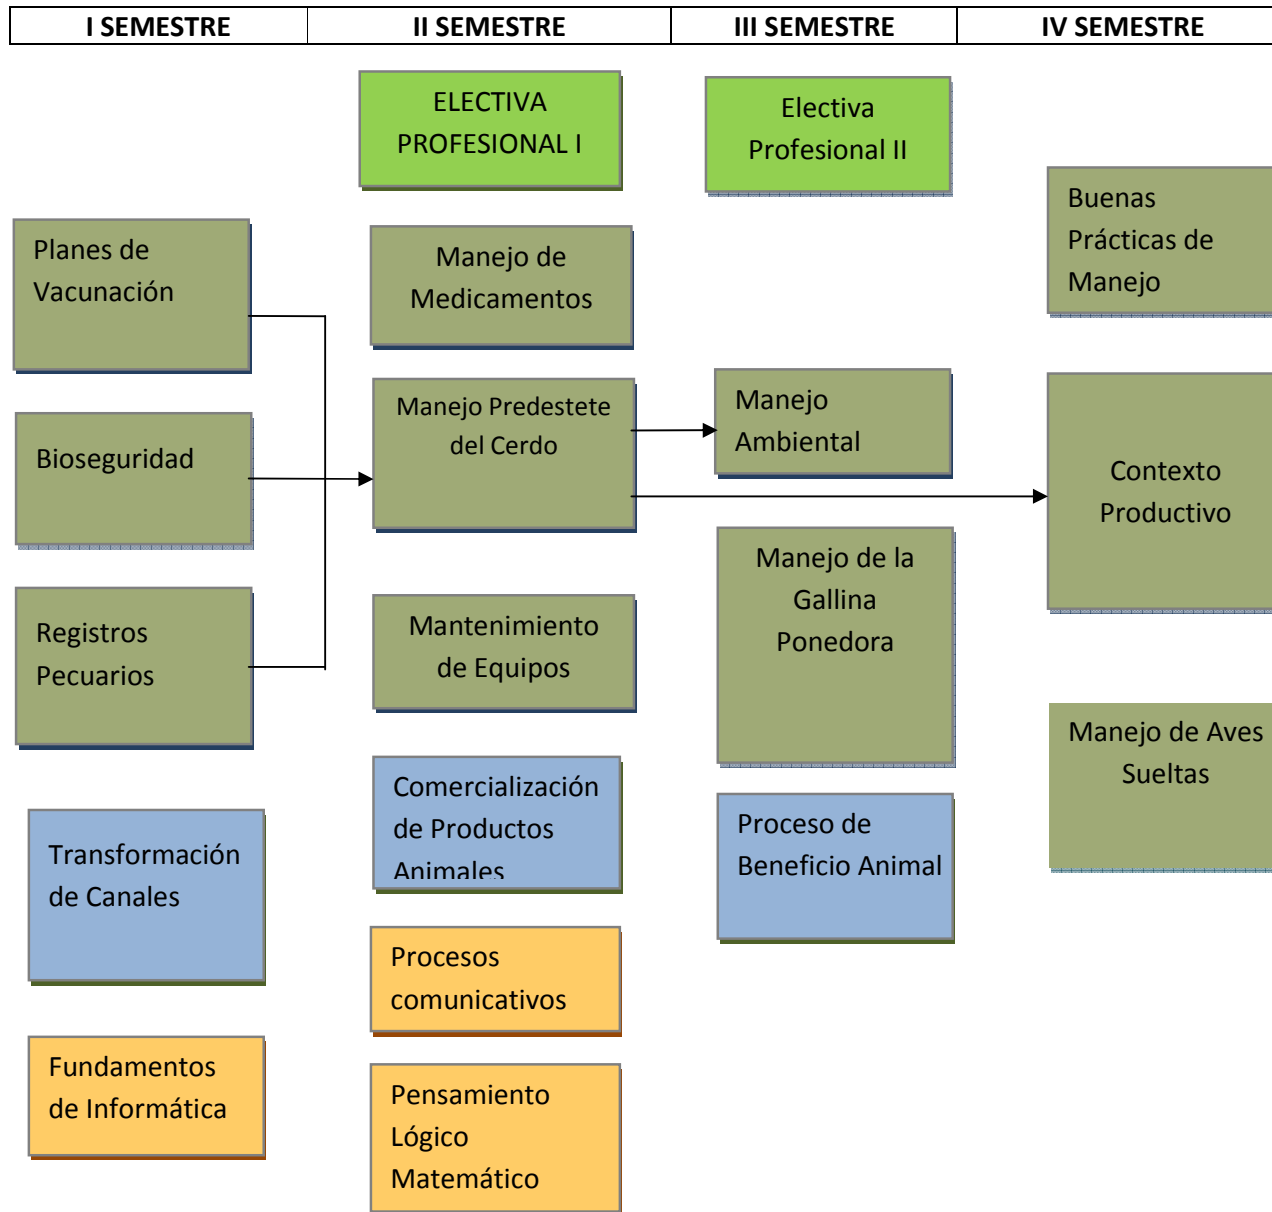 I SEMESTRE
II SEMESTRE
III SEMESTRE
IV SEMESTRE
Planes de
Vacunación
Bioseguridad
Registros
Pecuarios
Transformación
de Canales
Fundamentos
de Informática
ELECTIVA
PROFESIONAL I
Manejo de
Medicamentos
Manejo Predestete
del Cerdo
Mantenimiento
de Equipos
Comercialización
de Productos
Animales
Procesos
comunicativos
Pensamiento
Lógico
Matemático
Electiva
Profesional II
Manejo
Ambiental
Manejo de la
Gallina
Ponedora
Proceso de
Beneficio Animal
Buenas
Prácticas de
Manejo
Contexto
Productivo
Manejo de Aves
Sueltas